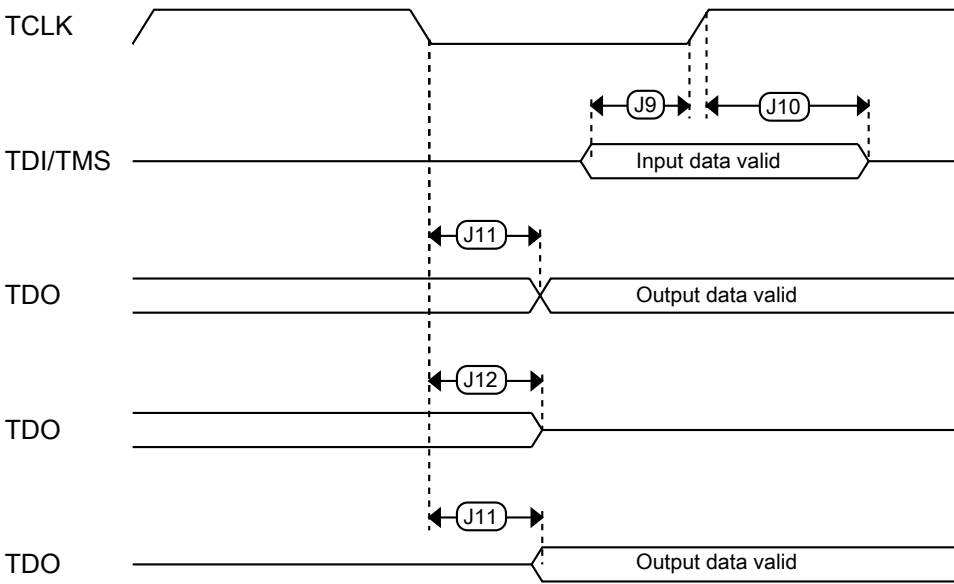 TCLK
J9
J10
TDI/TMS
Input data valid
J11
TDO
Output data valid
J12
TDO
J11
TDO
Output data valid